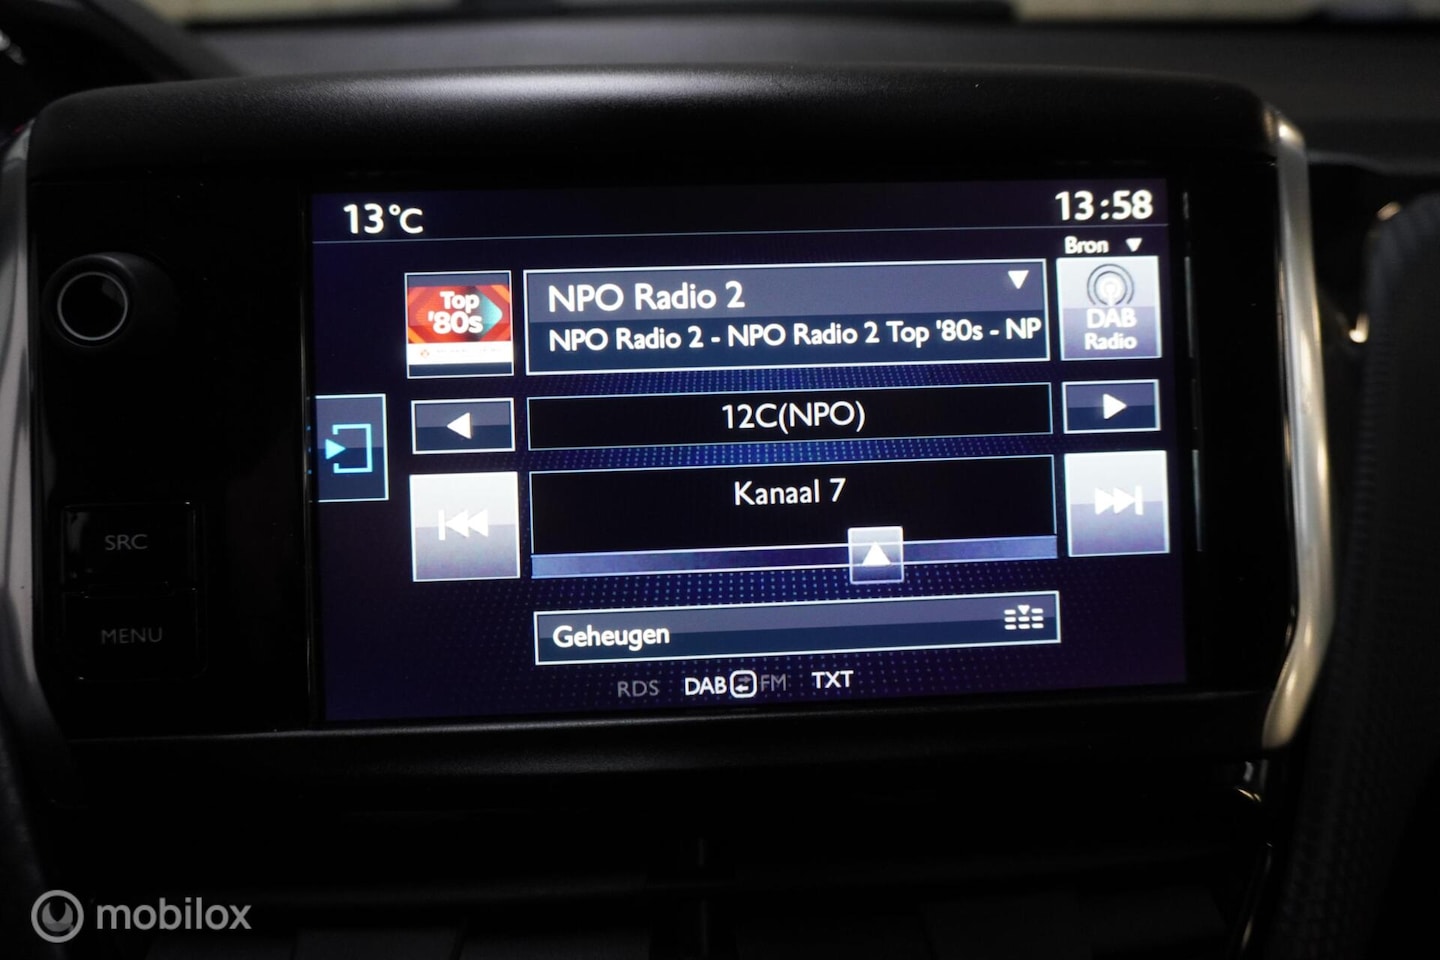 13°C
13:58
Bron
Top
'80s
NPO Radio 2
NPO Radio 2 - NPO Radio 2 Top '80s - NP
DAB
Radio
12C(NPO)
Kanaal 7
SRC
MENU
Geheugen
RDS DAB FM TXT
mobilox